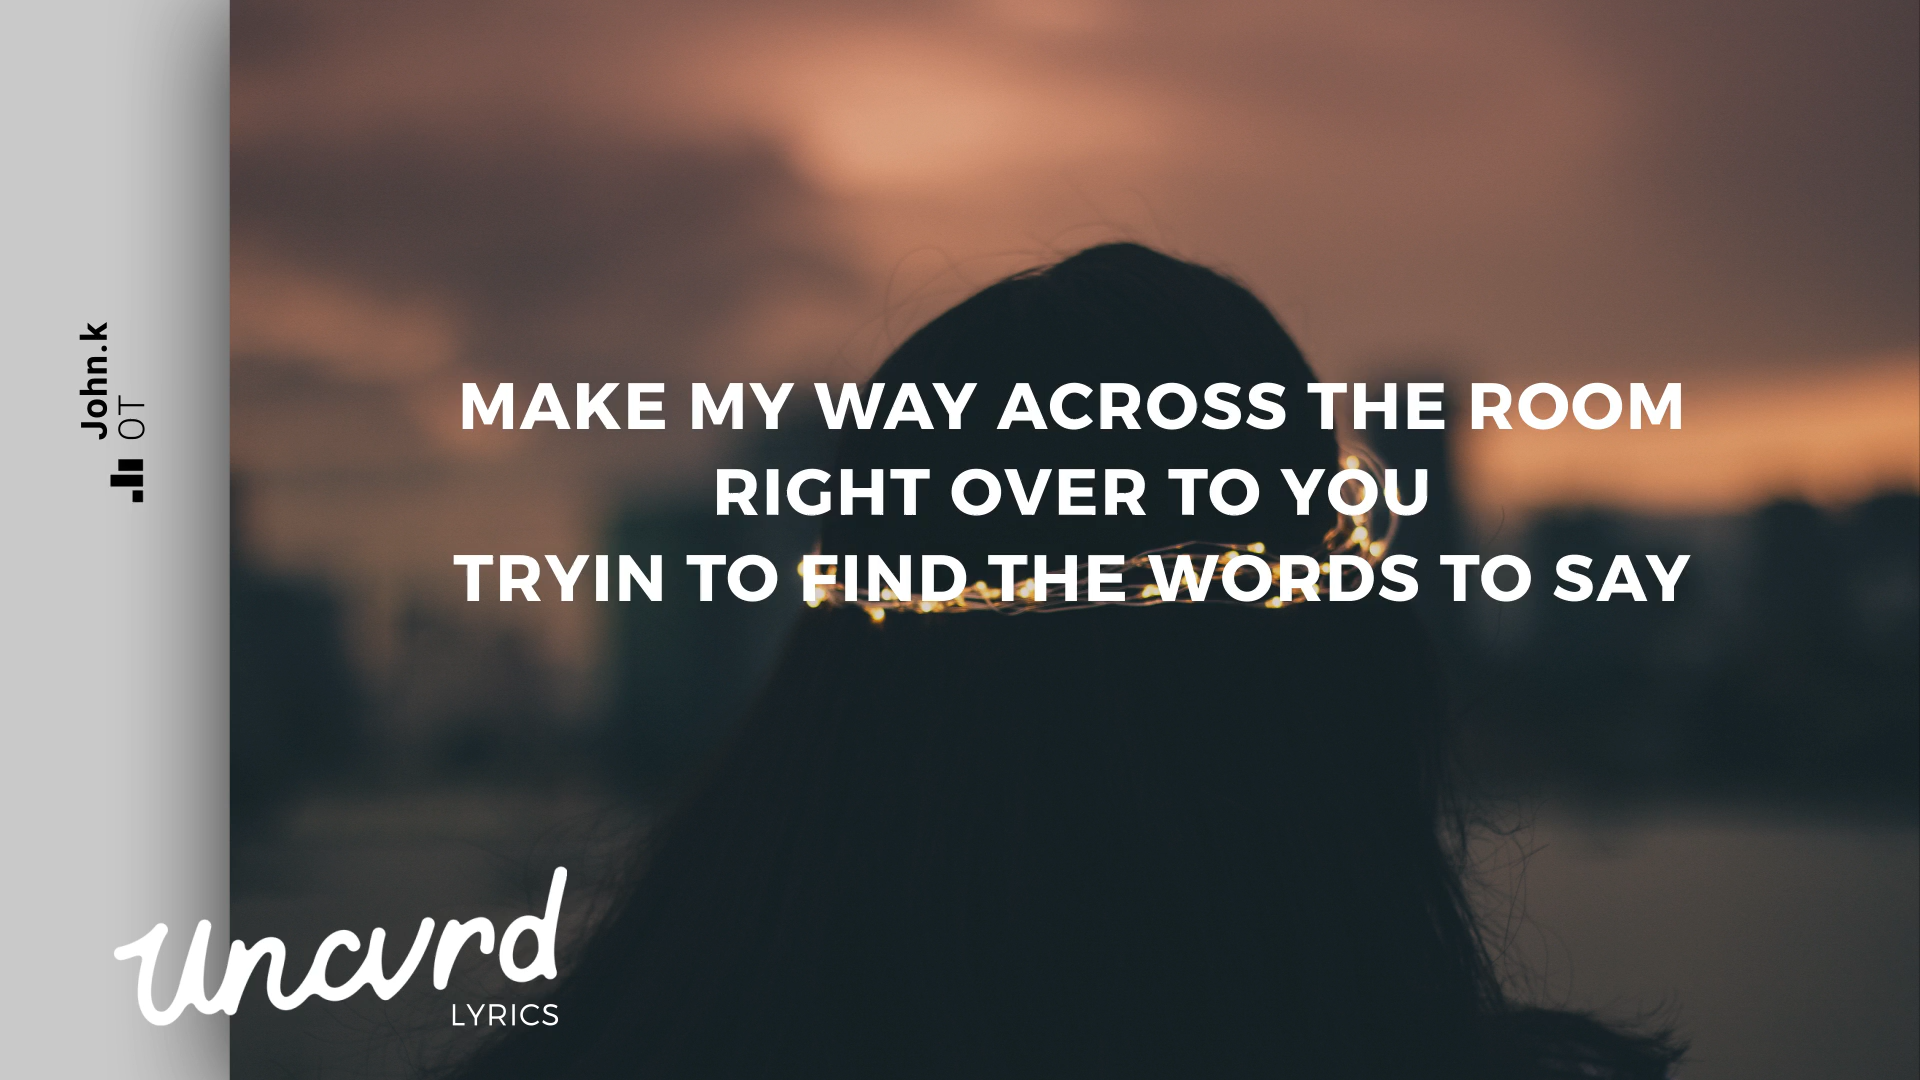 John.k
OT
MAKE MY WAY ACROSS THE ROOM
RIGHT OVER TO YOU
TRYIN TO FIND THE WORDS TO SAY
uncvrd
LYRICS